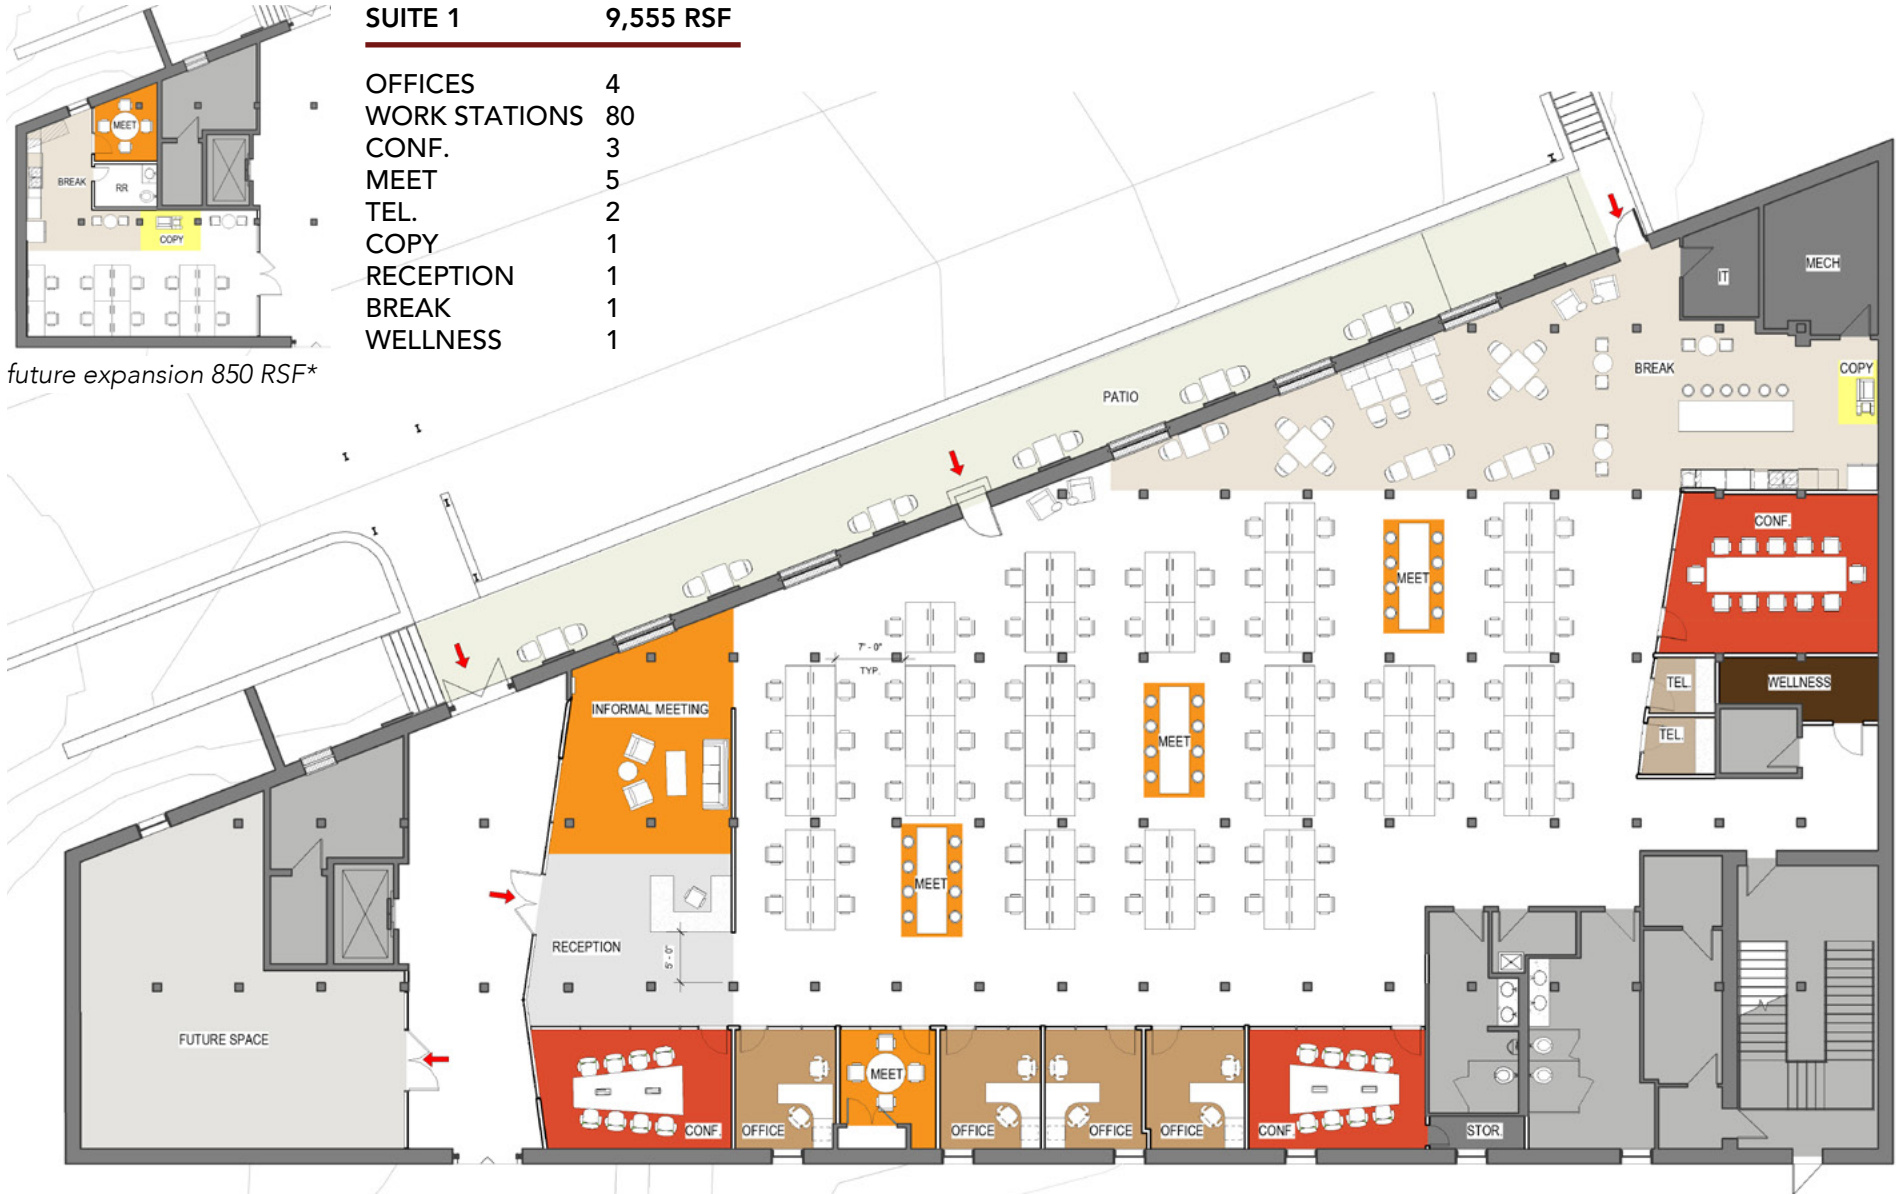 SUITE 1 9,555 RSF
OFFICES 4
WORK STATIONS 80
CONF. 3
MEET 5
TEL. 2
COPY 1
RECEPTION 1
BREAK 1
WELLNESS 1
MEET
BREAK
RR
COPY
future expansion 850 RSF*
IT
MECH
PATIO
BREAK
COPY
CONF.
MEET
7' - 0"
TYP.
TEL.
WELLNESS
INFORMAL MEETING
TEL.
MEET
MEET
RECEPTION
5' - 0"
FUTURE SPACE
MEET
CONF.
OFFICE
OFFICE
OFFICE
OFFICE
CONF.
STOR.